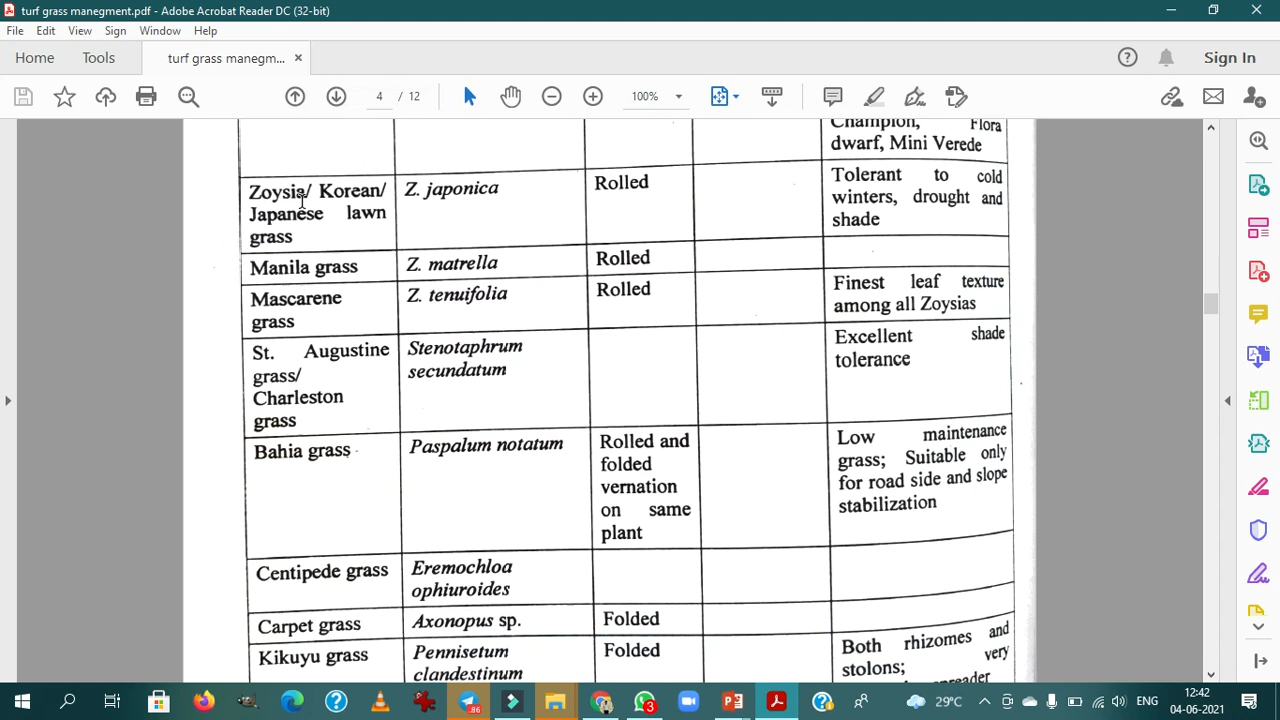 turf grass manegment.pdf - Adobe Acrobat Reader DC (32-bit)
File Edit View Sign Window Help
Home Tools turf grass manegm... × Sign In
4 / 12 100%
Champion, Flora
dwarf, Mini Verede
Zoysia/ Korean/
Japanese lawn
grass
Z. japonica
Rolled
Tolerant to cold
winters, drought and
shade
Manila grass
Z. matrella
Rolled
Mascarene
grass
Z. tenuifolia
Rolled
Finest leaf texture
among all Zoysias
St. Augustine
grass/
Charleston
grass
Stenotaphrum
secundatum
Excellent shade
tolerance
Bahia grass
Paspalum notatum
Rolled and
folded
vernation
on same
plant
Low maintenance
grass; Suitable only
for road side and slope
stabilization
Centipede grass
Eremochloa
ophiuroides
Carpet grass
Axonopus sp.
Folded
Kikuyu grass
Pennisetum
clandestinum
Folded
Both rhizomes and
stolons; very
spreader
86
3
29°C
ENG
12:42
04-06-2021